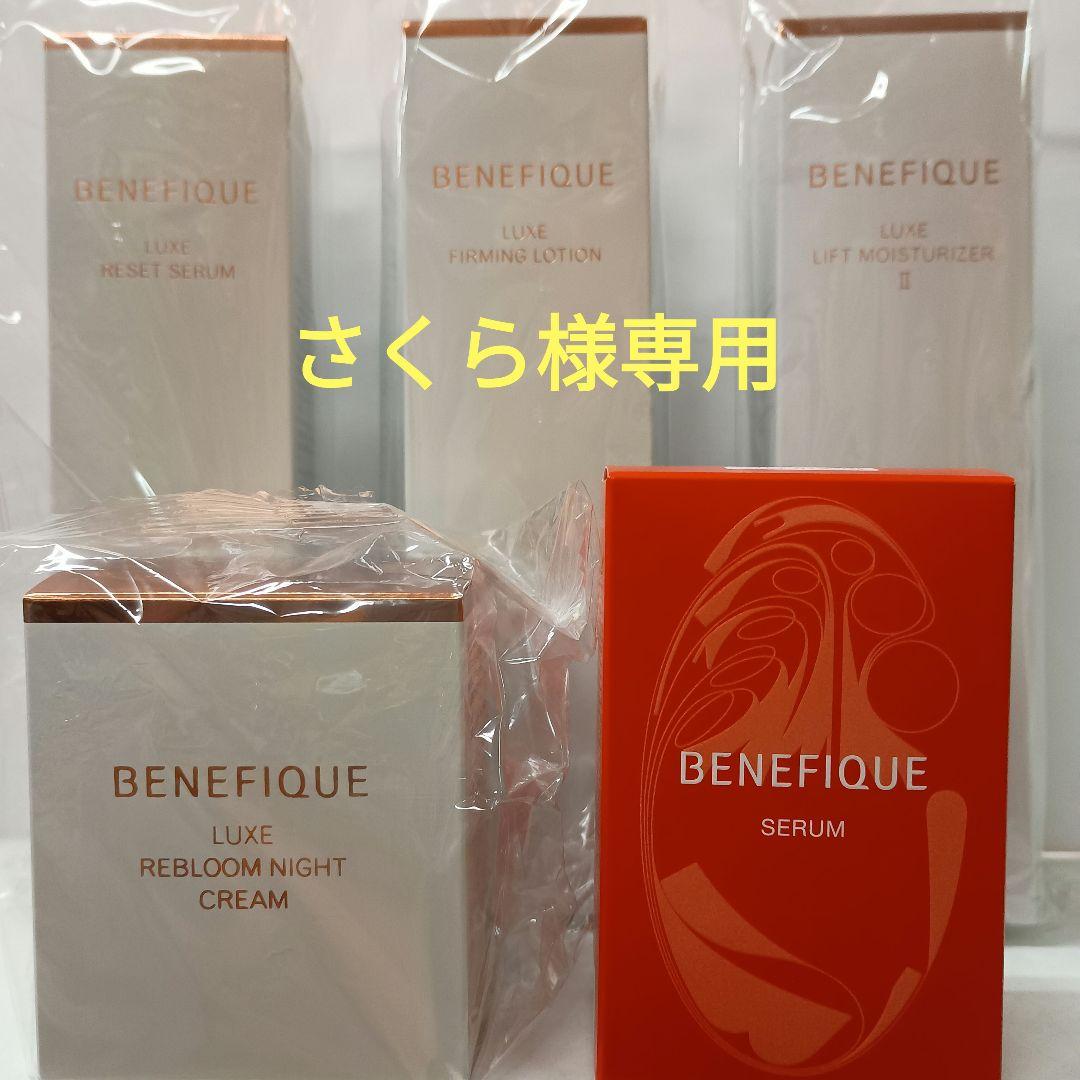 BENEFIQUE
LUXE
RESET SERUM
BENEFIQUE
LUXE
FIRMING LOTION
BENEFIQUE
LUXE
LIFT MOISTURIZER
Ⅱ
さくら様専用
BENEFIQUE
LUXE
REBLOOM NIGHT
CREAM
BENEFIQUE
SERUM